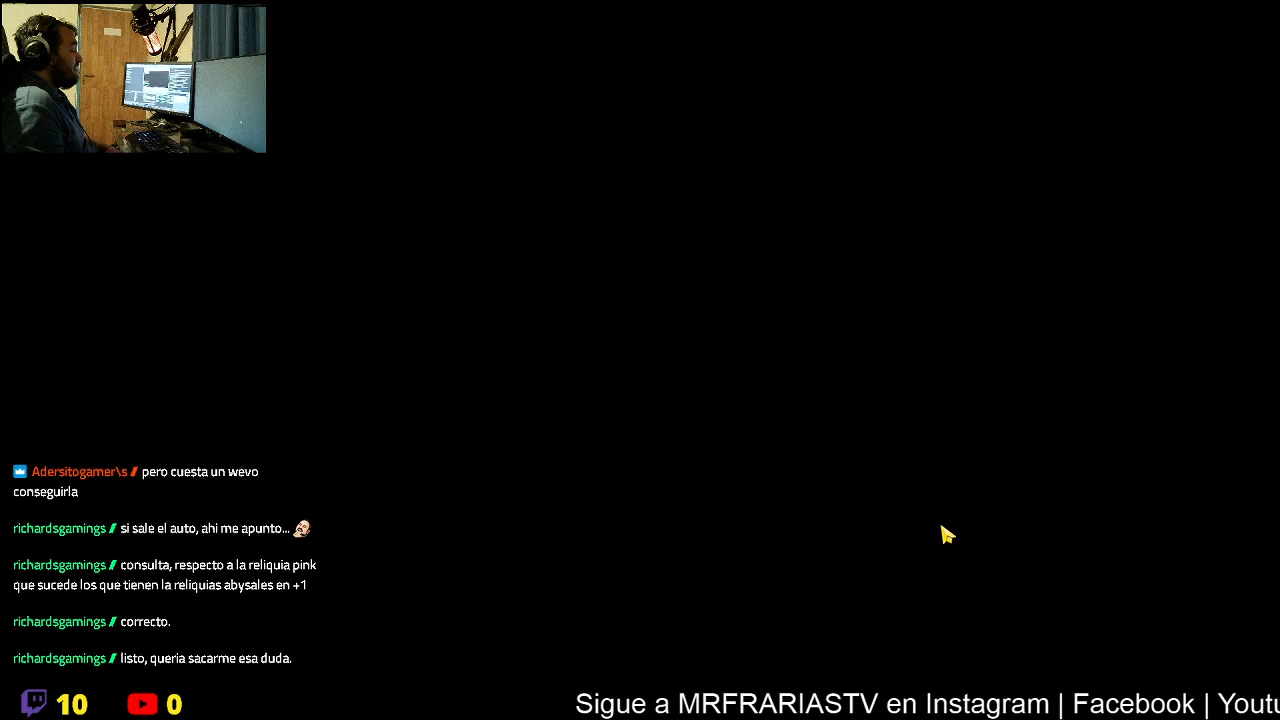 Adersitogamer\s // pero cuesta un wevo
conseguirla
richardsgamings // si sale el auto, ahi me apunto...
richardsgamings // consulta, respecto a la reliquia pink
que sucede los que tienen la reliquias abysales en +1
richardsgamings // correcto.
richardsgamings // listo, queria sacarme esa duda.
10 0 Sigue a MRFRARIASTV en Instagram | Facebook | Youtu